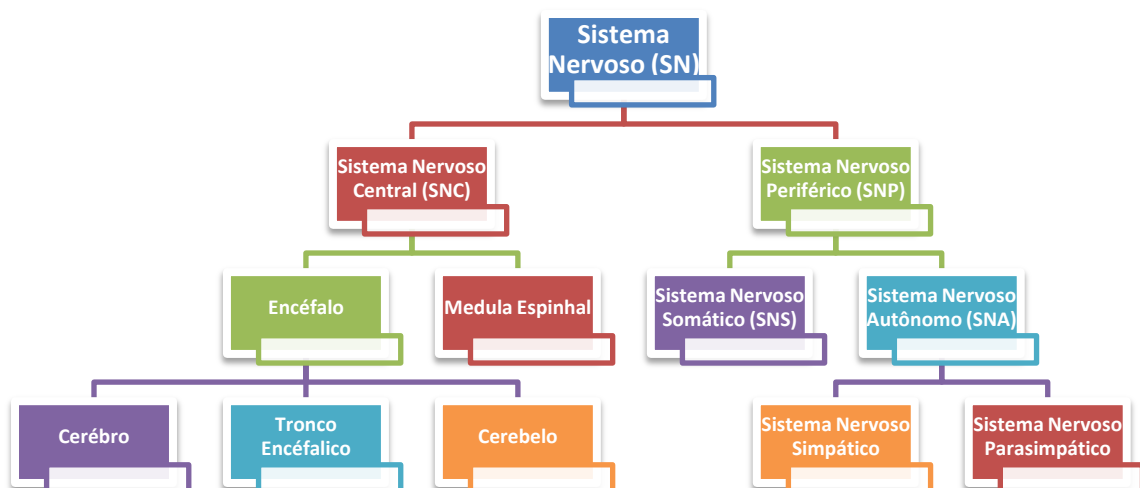 Sistema
Nervoso (SN)
Sistema Nervoso
Central (SNC)
Sistema Nervoso
Periférico (SNP)
Encéfalo
Medula Espinhal
Sistema Nervoso
Somático (SNS)
Sistema Nervoso
Autônomo (SNA)
Cerébro
Tronco
Encéfalico
Cerebelo
Sistema Nervoso
Simpático
Sistema Nervoso
Parasimpático